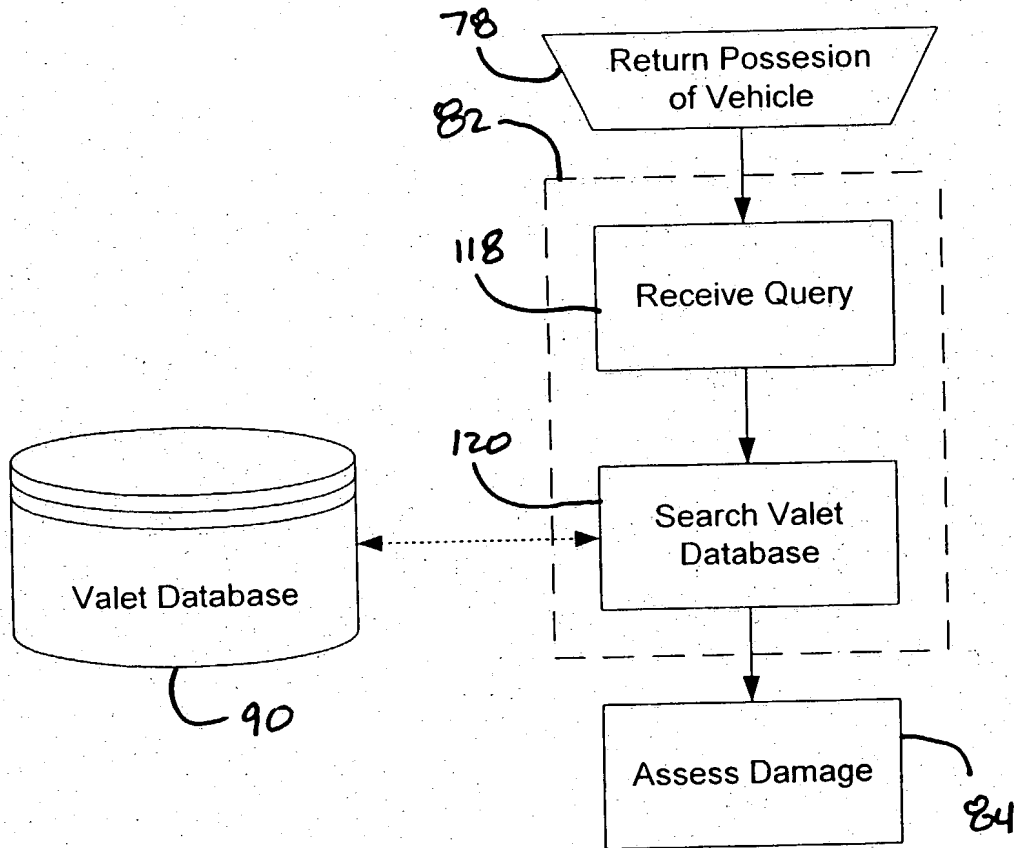 78
Return Possesion
of Vehicle
82
118
Receive Query
120
Search Valet
Database
Valet Database
90
Assess Damage
84